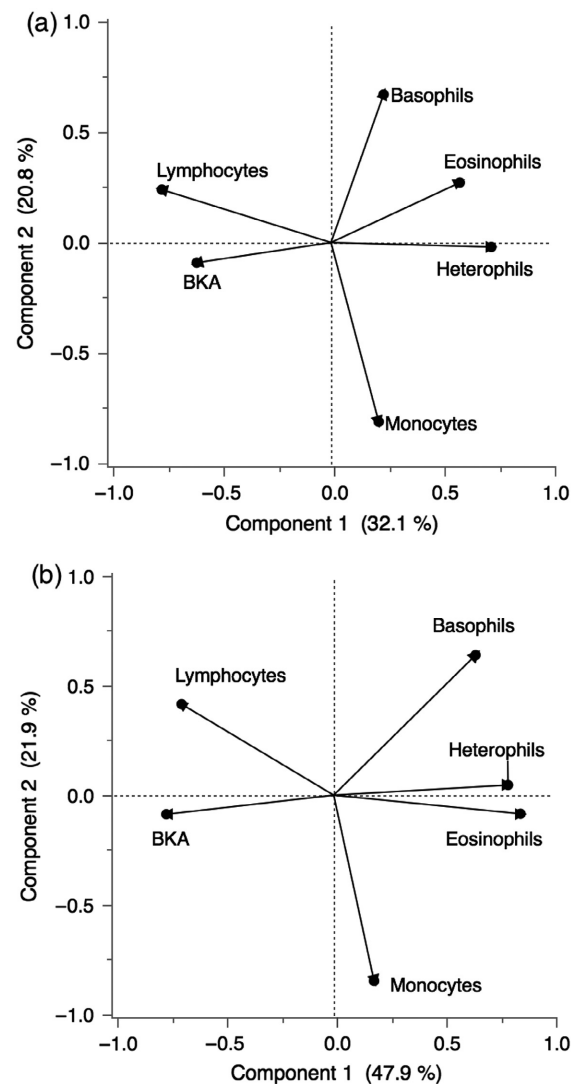 (a)
1.0
0.5
0.0
−0.5
−1.0
Component 2 (20.8 %)
Basophils
Eosinophils
Lymphocytes
Heterophils
BKA
Monocytes
−1.0 −0.5 0.0 0.5 1.0
Component 1 (32.1 %)
(b)
1.0
0.5
0.0
−0.5
−1.0
Component 2 (21.9 %)
Basophils
Lymphocytes
Heterophils
BKA
Eosinophils
Monocytes
−1.0 −0.5 0.0 0.5 1.0
Component 1 (47.9 %)